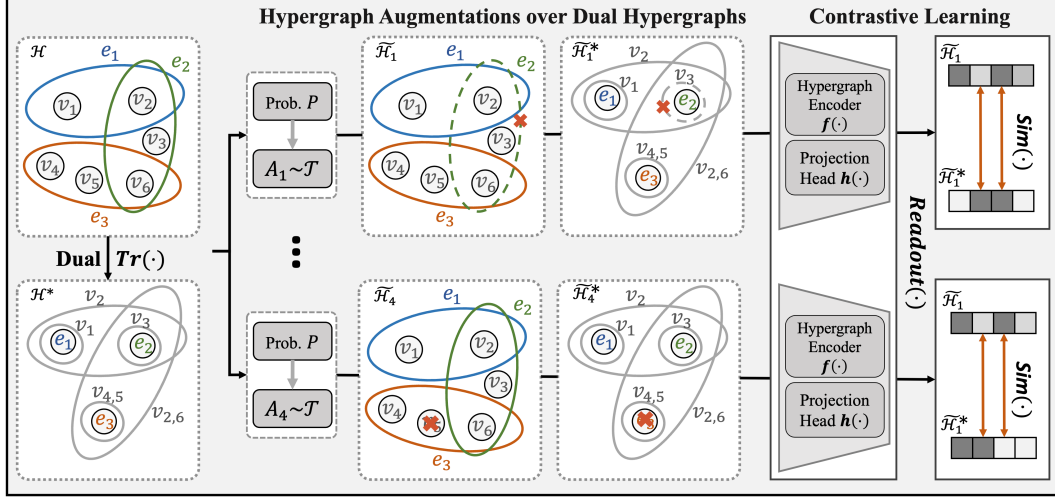 Hypergraph Augmentations over Dual Hypergraphs
Contrastive Learning
ℋ
e₁
e₂
v₁
v₂
v₃
v₄
v₅
v₆
e₃
Dual Tr(·)
ℋ*
v₂
v₁
e₁
v₃
e₂
v₄,₅
e₃
v₂,₆
Prob. P
A₁~𝒯
ℋ̃₁
e₁
e₂
v₁
v₂
v₃
v₄
v₅
v₆
e₃
ℋ̃₁*
v₂
v₁
e₁
v₃
e₂
v₄,₅
e₃
v₂,₆
Prob. P
A₄~𝒯
ℋ̃₄
e₁
e₂
v₁
v₂
v₃
v₄
v₆
e₃
ℋ̃₄*
v₂
v₁
e₁
v₃
e₂
v₄,₅
v₂,₆
Hypergraph
Encoder
f(·)
Projection
Head h(·)
Hypergraph
Encoder
f(·)
Projection
Head h(·)
Readout(·)
ℋ̃₁
Sim(·)
ℋ̃₁*
ℋ̃₁
Sim(·)
ℋ̃₁*